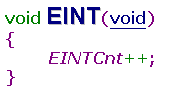 void EINT(void)
{
EINTCnt++;
}